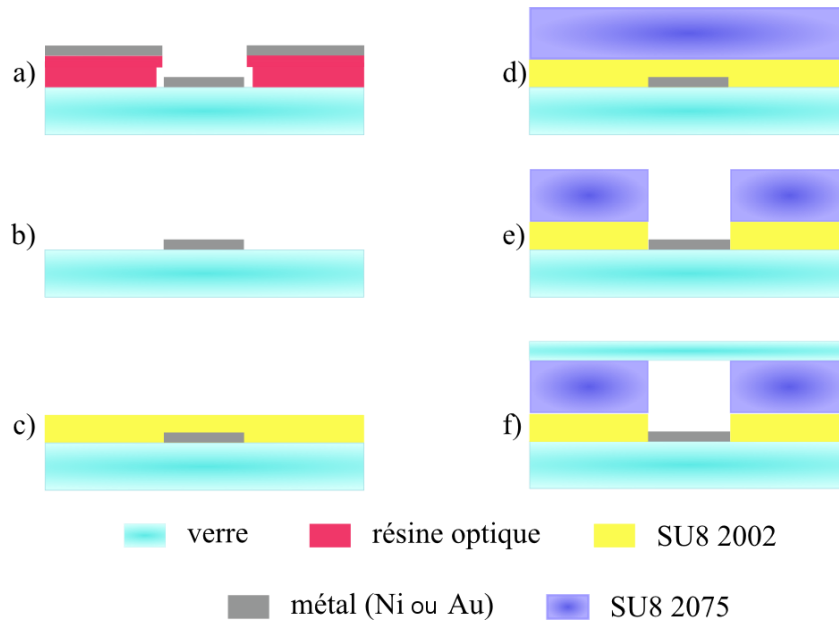 a)
d)
b)
e)
c)
f)
verre
résine optique
SU8 2002
métal (Ni ou Au)
SU8 2075